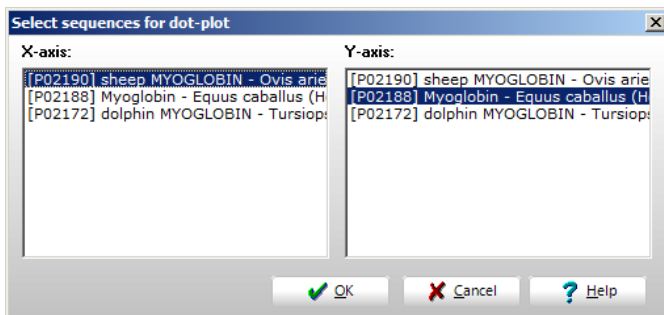 Select sequences for dot-plot
X-axis:
[P02190] sheep MYOGLOBIN - Ovis arie
[P02188] Myoglobin - Equus caballus (H
[P02172] dolphin MYOGLOBIN - Tursiops
Y-axis:
[P02190] sheep MYOGLOBIN - Ovis arie
[P02188] Myoglobin - Equus caballus (H
[P02172] dolphin MYOGLOBIN - Tursiops
OK
Cancel
Help